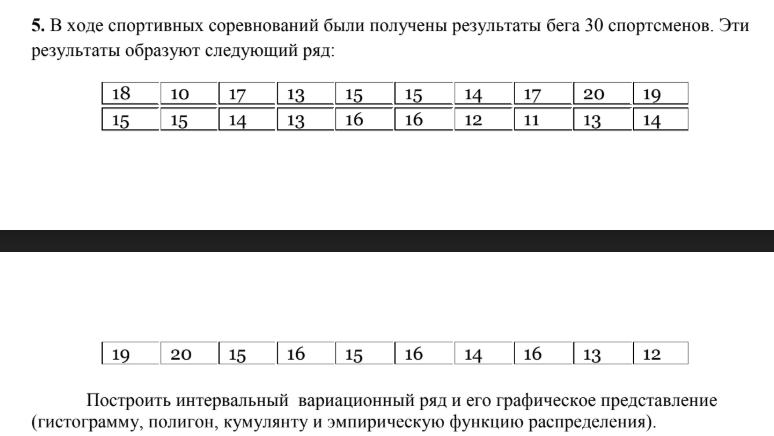 5. В ходе спортивных соревнований были получены результаты бега 30 спортсменов. Эти
результаты образуют следующий ряд:
18 10 17 13 15 15 14 17 20 19
15 15 14 13 16 16 12 11 13 14
19 20 15 16 15 16 14 16 13 12
Построить интервальный вариационный ряд и его графическое представление
(гистограмму, полигон, кумулянту и эмпирическую функцию распределения).